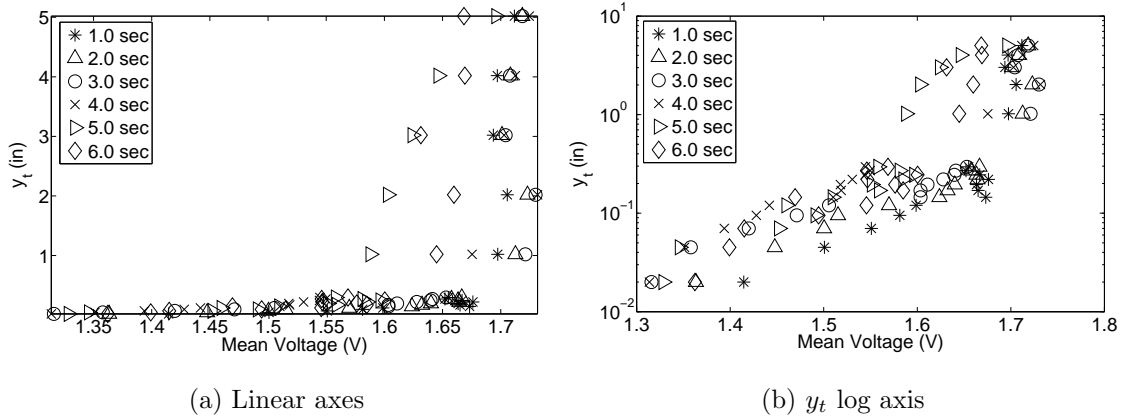 5
4
3
2
1
y_t (in)
1.0 sec
2.0 sec
3.0 sec
4.0 sec
5.0 sec
6.0 sec
1.35 1.4 1.45 1.5 1.55 1.6 1.65 1.7
Mean Voltage (V)
(a) Linear axes
10^1
10^0
10^-1
10^-2
y_t (in)
1.0 sec
2.0 sec
3.0 sec
4.0 sec
5.0 sec
6.0 sec
1.3 1.4 1.5 1.6 1.7 1.8
Mean Voltage (V)
(b) y_t log axis